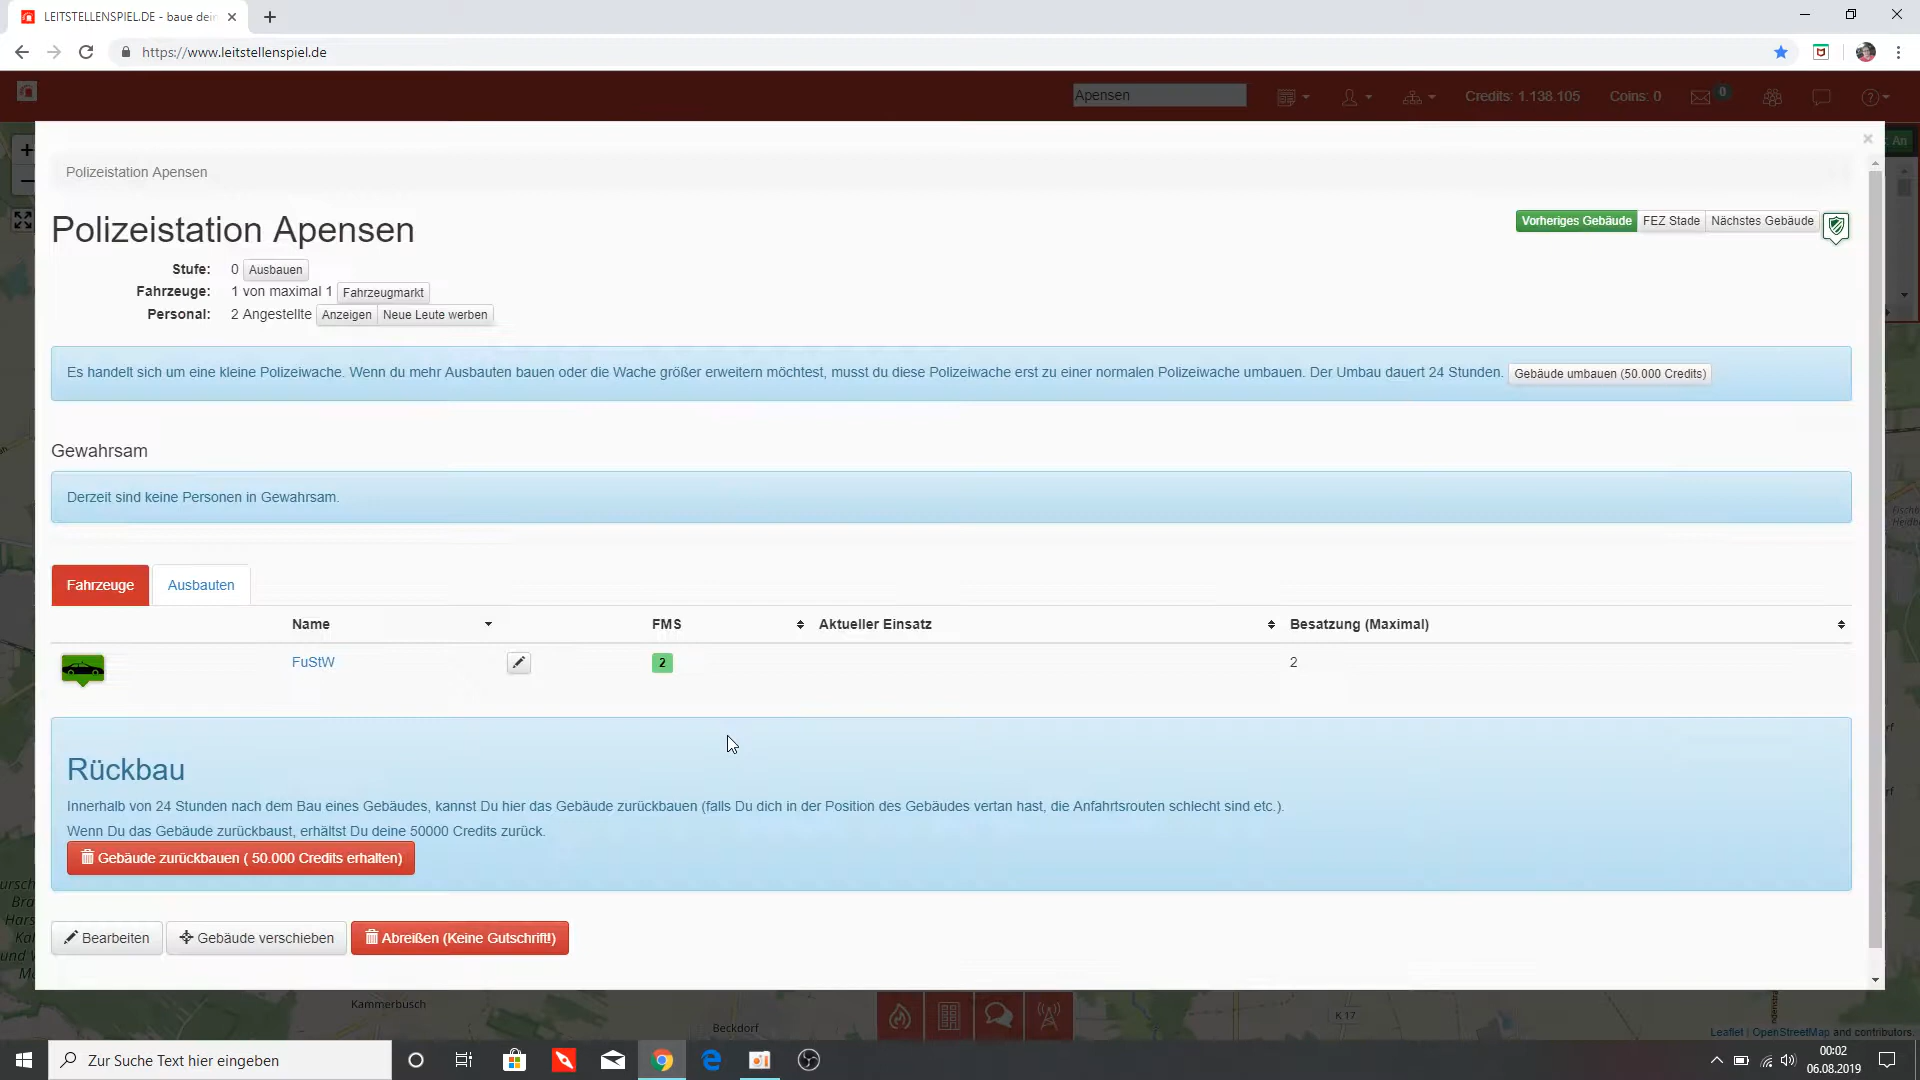 LEITSTELLENSPIEL.DE - baue dein
https://www.leitstellenspiel.de
Apensen
Credits: 1.138.105
Coins: 0
0
An
Polizeistation Apensen
Polizeistation Apensen
Vorheriges Gebäude
FEZ Stade
Nächstes Gebäude
Stufe: 0 Ausbauen
Fahrzeuge: 1 von maximal 1 Fahrzeugmarkt
Personal: 2 Angestellte Anzeigen Neue Leute werben
Es handelt sich um eine kleine Polizeiwache. Wenn du mehr Ausbauten bauen oder die Wache größer erweitern möchtest, musst du diese Polizeiwache erst zu einer normalen Polizeiwache umbauen. Der Umbau dauert 24 Stunden. Gebäude umbauen (50.000 Credits)
Gewahrsam
Derzeit sind keine Personen in Gewahrsam.
Fahrzeuge Ausbauten
Name FMS Aktueller Einsatz Besatzung (Maximal)
FuStW 2 2
Rückbau
Innerhalb von 24 Stunden nach dem Bau eines Gebäudes, kannst Du hier das Gebäude zurückbauen (falls Du dich in der Position des Gebäudes vertan hast, die Anfahrtsrouten schlecht sind etc.).
Wenn Du das Gebäude zurückbaust, erhältst Du deine 50000 Credits zurück.
Gebäude zurückbauen ( 50.000 Credits erhalten)
Bearbeiten Gebäude verschieben Abreißen (Keine Gutschrift!)
Kammerbusch
Beckdorf
K 17
Leaflet | OpenStreetMap and contributors
Zur Suche Text hier eingeben
00:02
06.08.2019